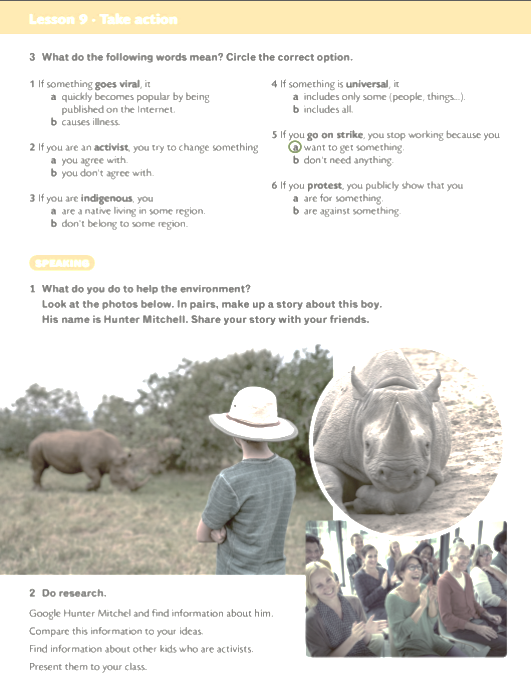 Lesson 9 - Take action
3 What do the following words mean? Circle the correct option.
1 If something goes viral, it
a quickly becomes popular by being
published on the Internet.
b causes illness.
2 If you are an activist, you try to change something
a you agree with.
b you don't agree with.
3 If you are indigenous, you
a are a native living in some region.
b don't belong to some region.
4 If something is universal, it
a includes only some (people, things...).
b includes all.
5 If you go on strike, you stop working because you
a want to get something.
b don't need anything.
6 If you protest, you publicly show that you
a are for something.
b are against something.
SPEAKING
1 What do you do to help the environment?
Look at the photos below. In pairs, make up a story about this boy.
His name is Hunter Mitchell. Share your story with your friends.
2 Do research.
Google Hunter Mitchel and find information about him.
Compare this information to your ideas.
Find information about other kids who are activists.
Present them to your class.